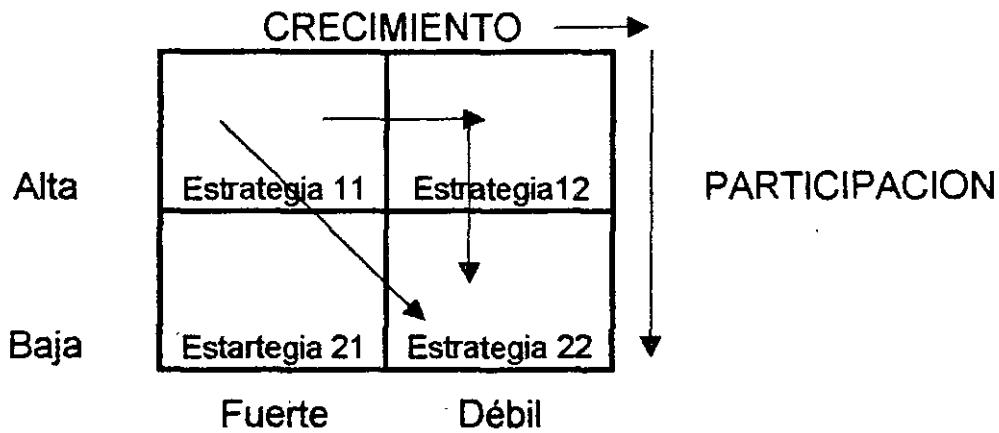 CRECIMIENTO
Alta
Estrategia 11
Estrategia12
PARTICIPACION
Baja
Estartegia 21
Estrategia 22
Fuerte
Débil